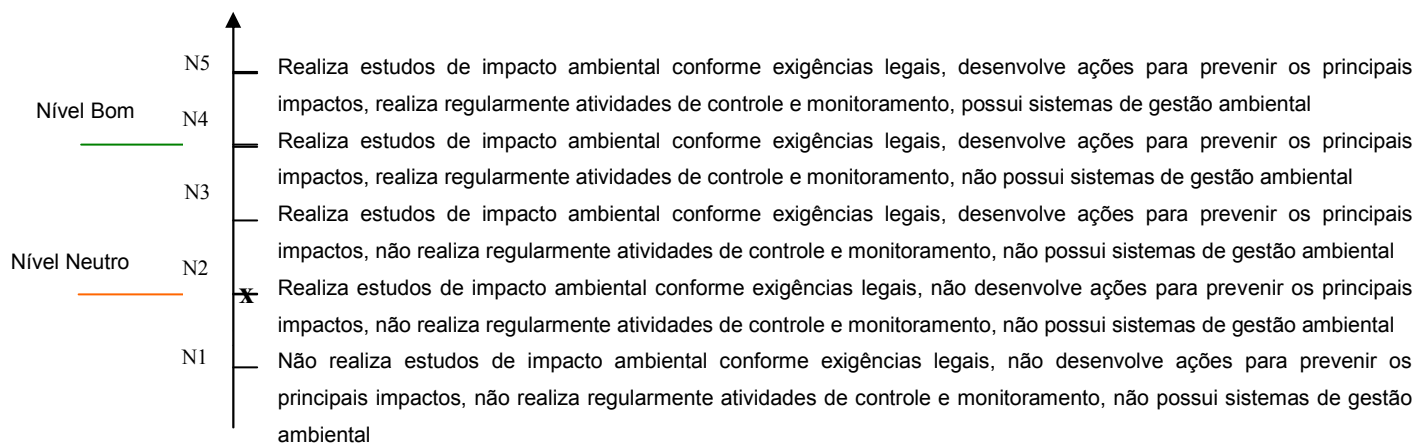 N5 Realiza estudos de impacto ambiental conforme exigências legais, desenvolve ações para prevenir os principais
impactos, realiza regularmente atividades de controle e monitoramento, possui sistemas de gestão ambiental
Nível Bom
N4 Realiza estudos de impacto ambiental conforme exigências legais, desenvolve ações para prevenir os principais
impactos, realiza regularmente atividades de controle e monitoramento, não possui sistemas de gestão ambiental
N3 Realiza estudos de impacto ambiental conforme exigências legais, desenvolve ações para prevenir os principais
impactos, não realiza regularmente atividades de controle e monitoramento, não possui sistemas de gestão ambiental
Nível Neutro
N2 x Realiza estudos de impacto ambiental conforme exigências legais, não desenvolve ações para prevenir os principais
impactos, não realiza regularmente atividades de controle e monitoramento, não possui sistemas de gestão ambiental
N1 Não realiza estudos de impacto ambiental conforme exigências legais, não desenvolve ações para prevenir os
principais impactos, não realiza regularmente atividades de controle e monitoramento, não possui sistemas de gestão
ambiental